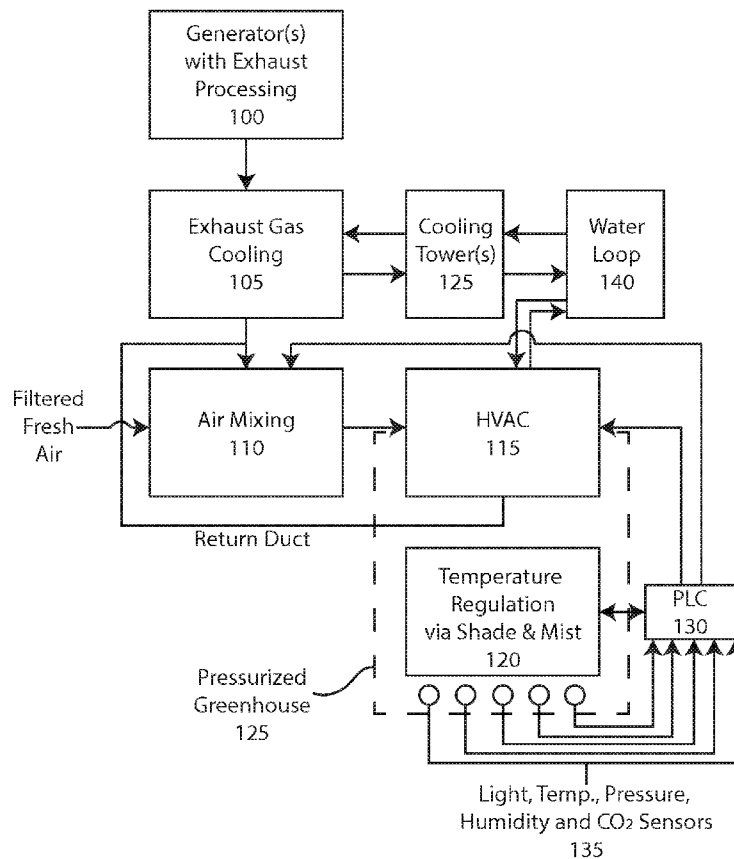 Generator(s)
with Exhaust
Processing
100
Exhaust Gas
Cooling
105
Cooling
Tower(s)
125
Water
Loop
140
Filtered
Fresh
Air
Air Mixing
110
HVAC
115
Return Duct
Temperature
Regulation
via Shade & Mist
120
PLC
130
Pressurized
Greenhouse
125
Light, Temp., Pressure,
Humidity and CO₂ Sensors
135